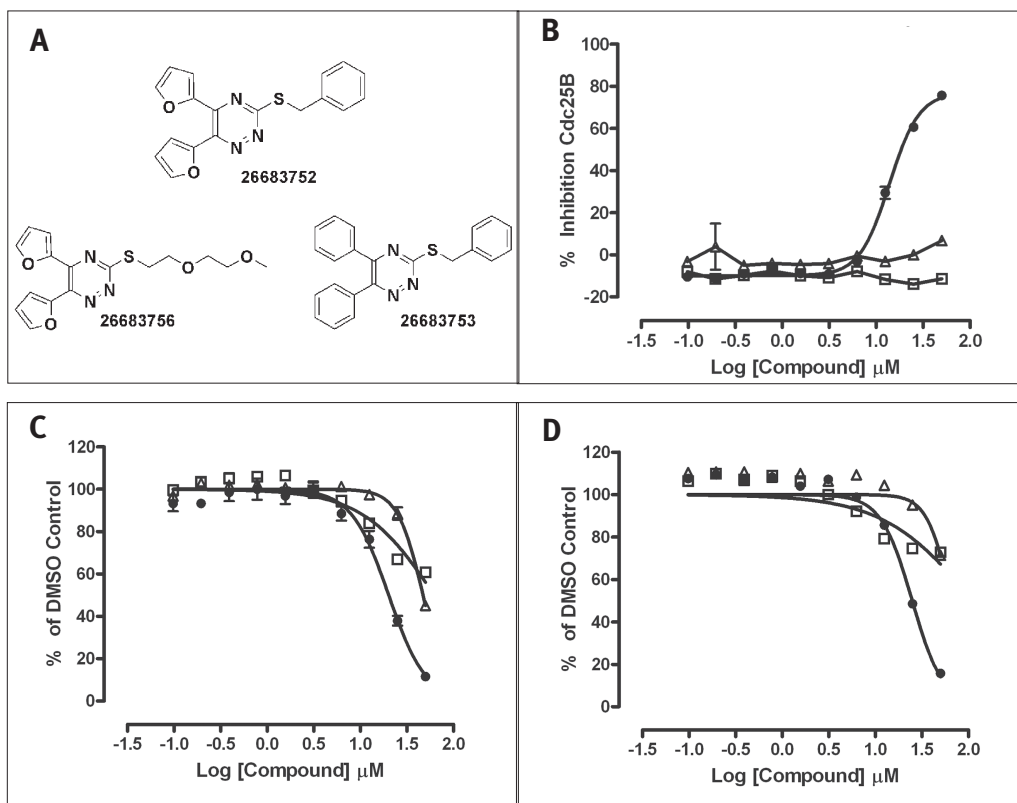 A
N
S
O
O
N
N
26683752
O
N
S
O
O
N
N
O
26683756
N
S
N
N
26683753
B
% Inhibition Cdc25B
100
80
60
40
20
0
-20
-1.5 -1.0 -0.5 0.0 0.5 1.0 1.5 2.0
Log [Compound] μM
C
% of DMSO Control
120
100
80
60
40
20
0
-1.5 -1.0 -0.5 0.0 0.5 1.0 1.5 2.0
Log [Compound] μM
D
% of DMSO Control
120
100
80
60
40
20
0
-1.5 -1.0 -0.5 0.0 0.5 1.0 1.5 2.0
Log [Compound] μM